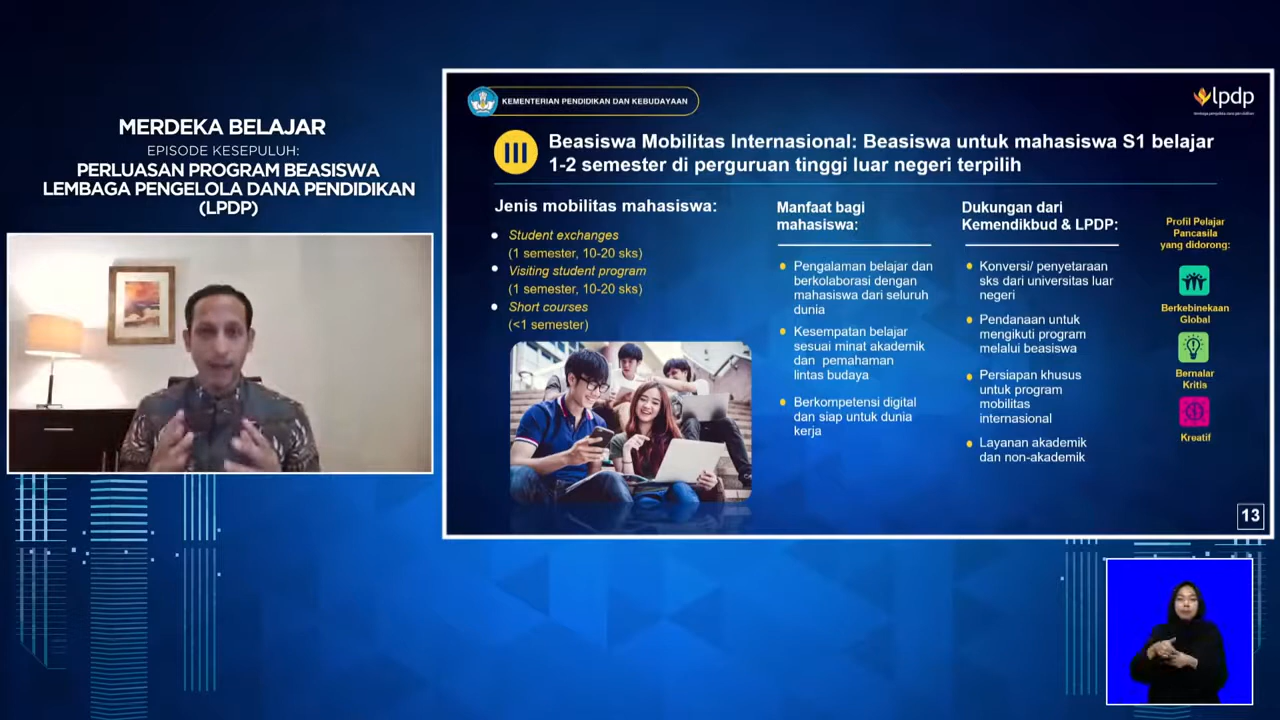 MERDEKA BELAJAR
EPISODE KESEPULUH:
PERLUASAN PROGRAM BEASISWA
LEMBAGA PENGELOLA DANA PENDIDIKAN
(LPDP)
KEMENTERIAN PENDIDIKAN DAN KEBUDAYAAN
lpdp
lembaga pengelola dana pendidikan
III
Beasiswa Mobilitas Internasional: Beasiswa untuk mahasiswa S1 belajar
1-2 semester di perguruan tinggi luar negeri terpilih
Jenis mobilitas mahasiswa:
Student exchanges
(1 semester, 10-20 sks)
Visiting student program
(1 semester, 10-20 sks)
Short courses
(<1 semester)
Manfaat bagi
mahasiswa:
Pengalaman belajar dan
berkolaborasi dengan
mahasiswa dari seluruh
dunia
Kesempatan belajar
sesuai minat akademik
dan pemahaman
lintas budaya
Berkompetensi digital
dan siap untuk dunia
kerja
Dukungan dari
Kemendikbud & LPDP:
Konversi/ penyetaraan
sks dari universitas luar
negeri
Pendanaan untuk
mengikuti program
melalui beasiswa
Persiapan khusus
untuk program
mobilitas
internasional
Layanan akademik
dan non-akademik
Profil Pelajar
Pancasila
yang didorong:
Berkebinekaan
Global
Bernalar
Kritis
Kreatif
13